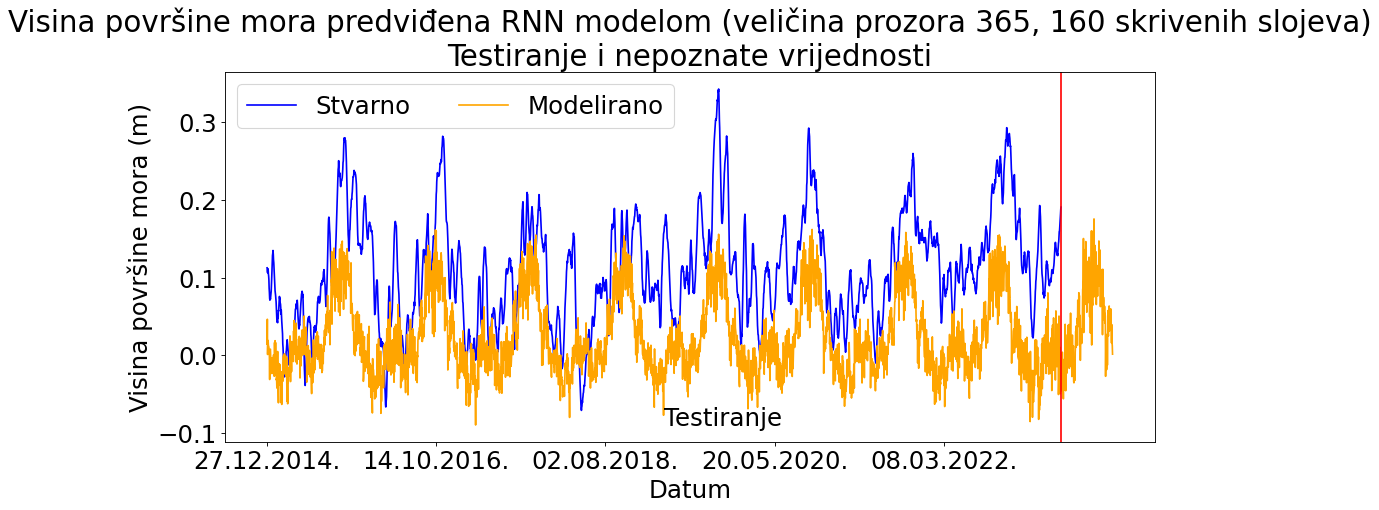 Visina površine mora predviđena RNN modelom (veličina prozora 365, 160 skrivenih slojeva)
Testiranje i nepoznate vrijednosti
Stvarno
Modelirano
Visina površine mora (m)
0.3
0.2
0.1
0.0
−0.1
Testiranje
27.12.2014.
14.10.2016.
02.08.2018.
20.05.2020.
08.03.2022.
Datum